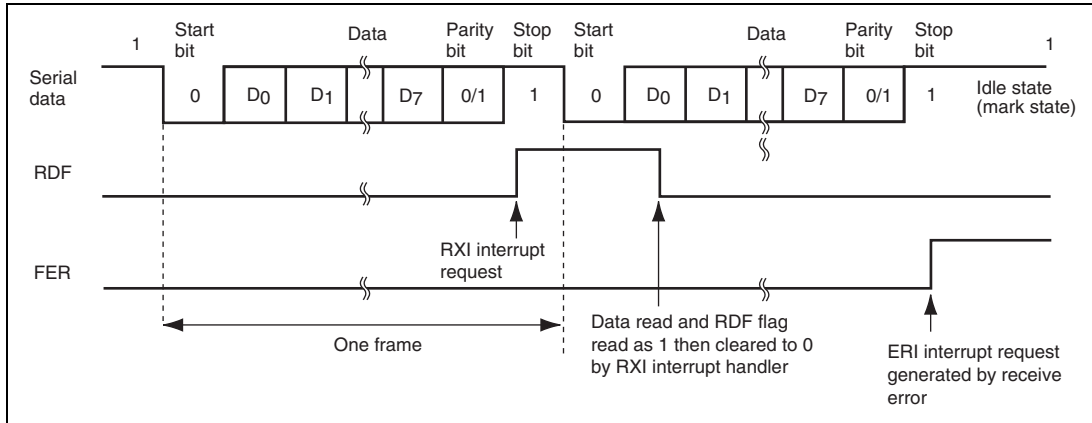 1 Start bit Data Parity bit Stop bit Start bit Data Parity bit Stop bit 1
Serial data 0 D0 D1 D7 0/1 1 0 D0 D1 D7 0/1 1 Idle state (mark state)
RDF
RXI interrupt
request
FER
One frame
Data read and RDF flag
read as 1 then cleared to 0
by RXI interrupt handler
ERI interrupt request
generated by receive
error